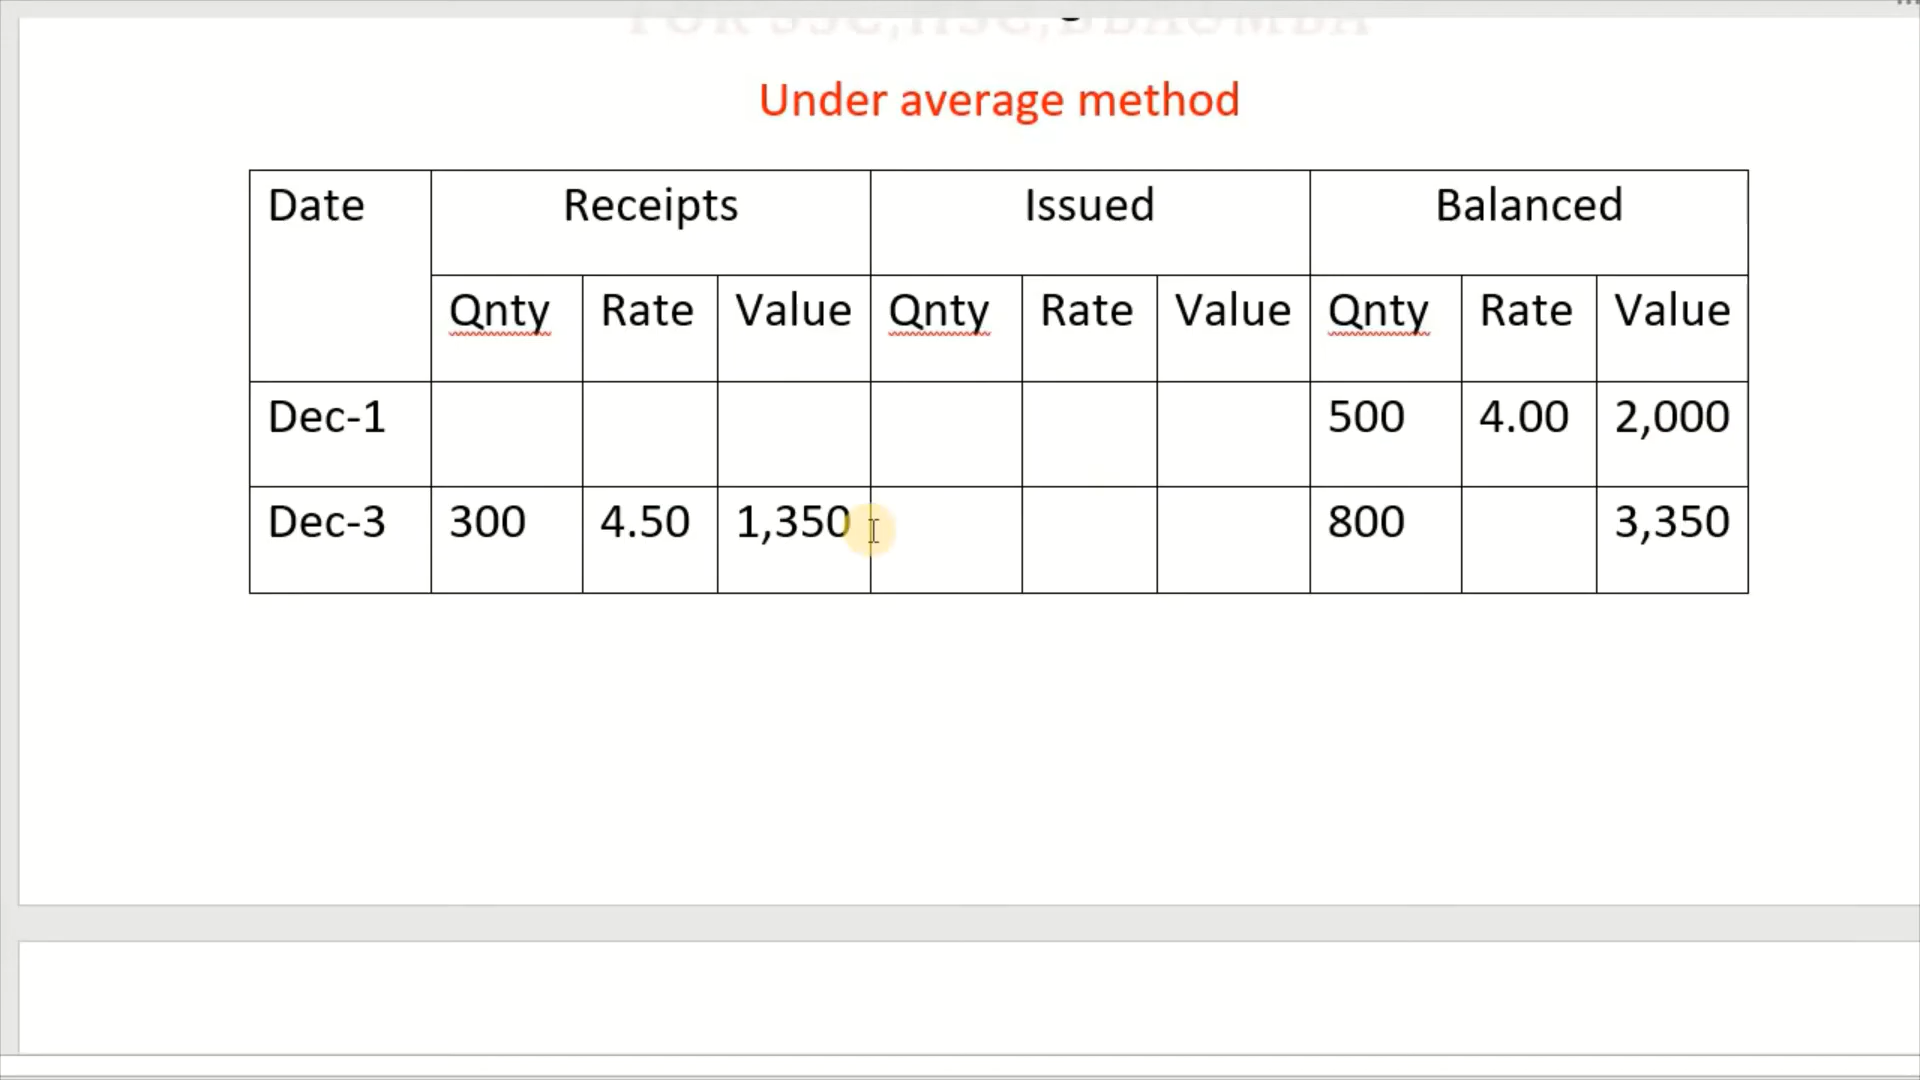 Under average method
Date Receipts Issued Balanced
Qnty Rate Value Qnty Rate Value Qnty Rate Value
Dec-1 500 4.00 2,000
Dec-3 300 4.50 1,350 800 3,350